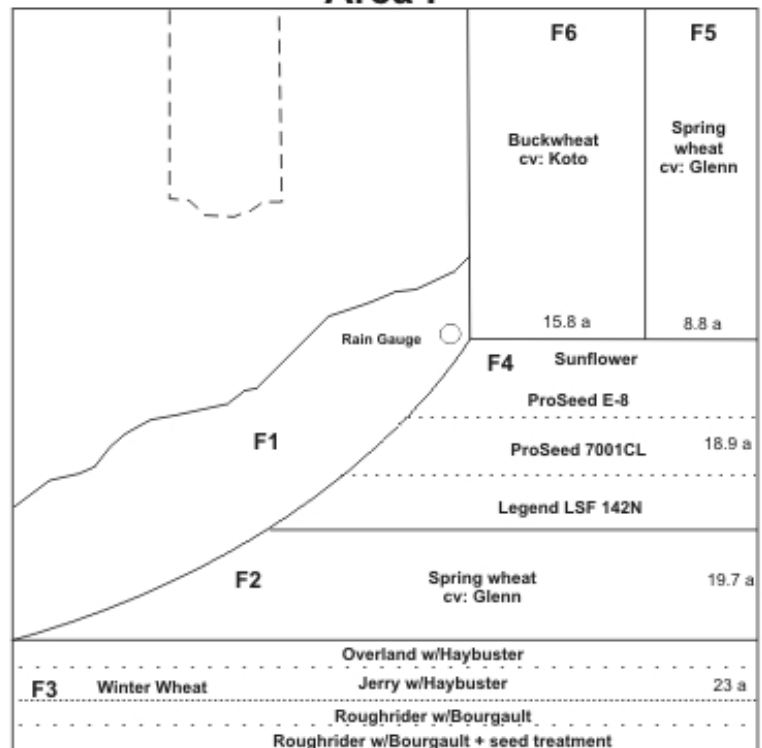 F6
F5
Buckwheat
cv: Koto
Spring
wheat
cv: Glenn
15.8 a
8.8 a
Rain Gauge
F4
Sunflower
ProSeed E-8
F1
ProSeed 7001CL
18.9 a
Legend LSF 142N
F2
Spring wheat
cv: Glenn
19.7 a
Overland w/Haybuster
F3
Winter Wheat
Jerry w/Haybuster
23 a
Roughrider w/Bourgault
Roughrider w/Bourgault + seed treatment